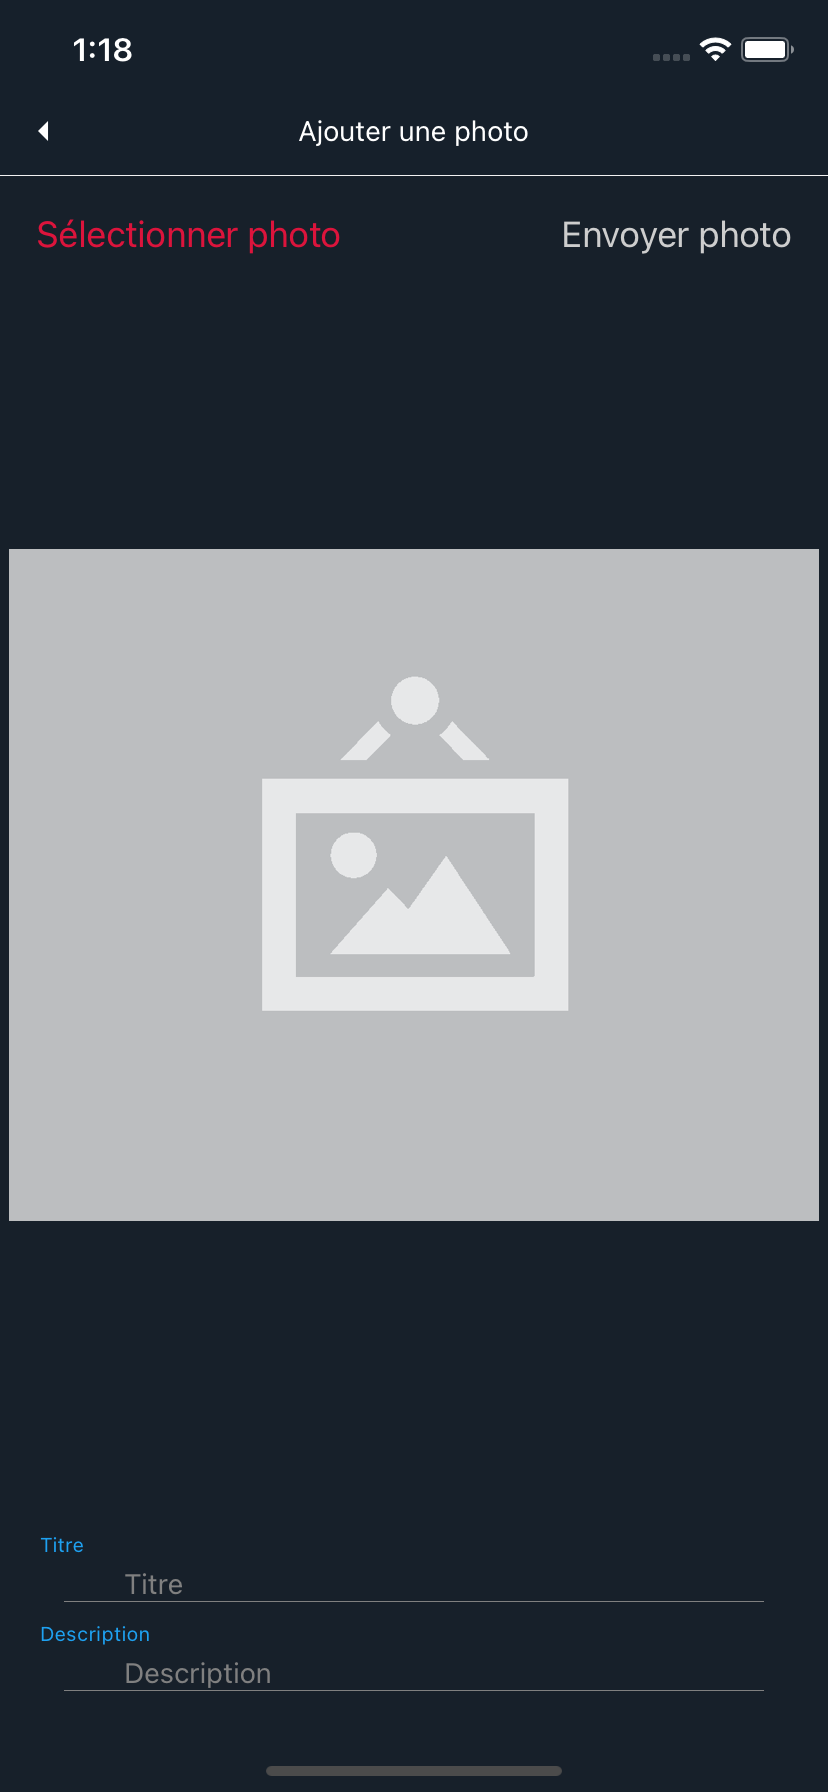 1:18
Ajouter une photo
Sélectionner photo
Envoyer photo
Titre
Titre
Description
Description